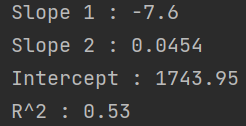 Slope 1 : -7.6
Slope 2 : 0.0454
Intercept : 1743.95
R^2 : 0.53